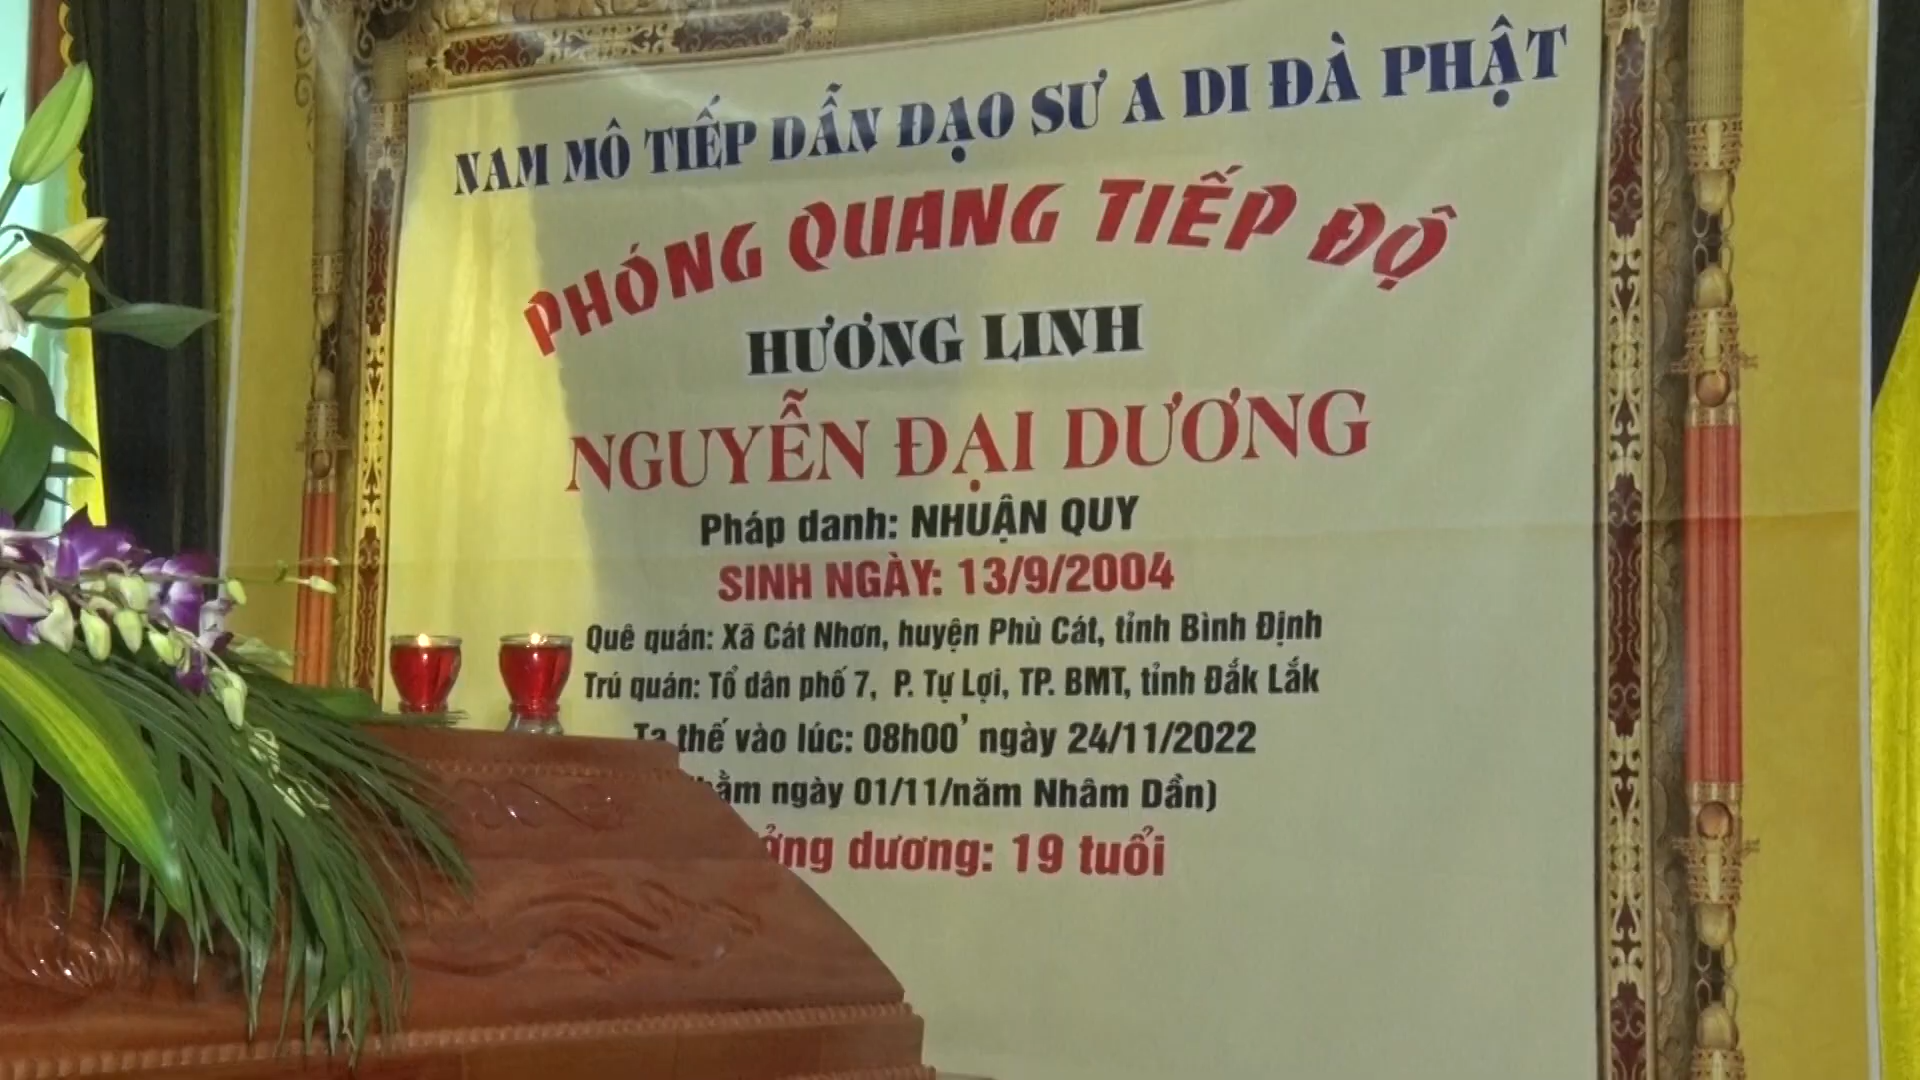 NAM MÔ TIẾP DẪN ĐẠO SƯ A DI ĐÀ PHẬT
PHÓNG QUANG TIẾP ĐỘ
HƯƠNG LINH
NGUYỄN ĐẠI DƯƠNG
Pháp danh: NHUẬN QUY
SINH NGÀY: 13/9/2004
Quê quán: Xã Cát Nhơn, huyện Phù Cát, tỉnh Bình Định
Trú quán: Tổ dân phố 7, P. Tự Lợi, TP. BMT, tỉnh Đắk Lắk
Tạ thế vào lúc: 08h00' ngày 24/11/2022
ngày 01/11/năm Nhâm Dần)
dương: 19 tuổi